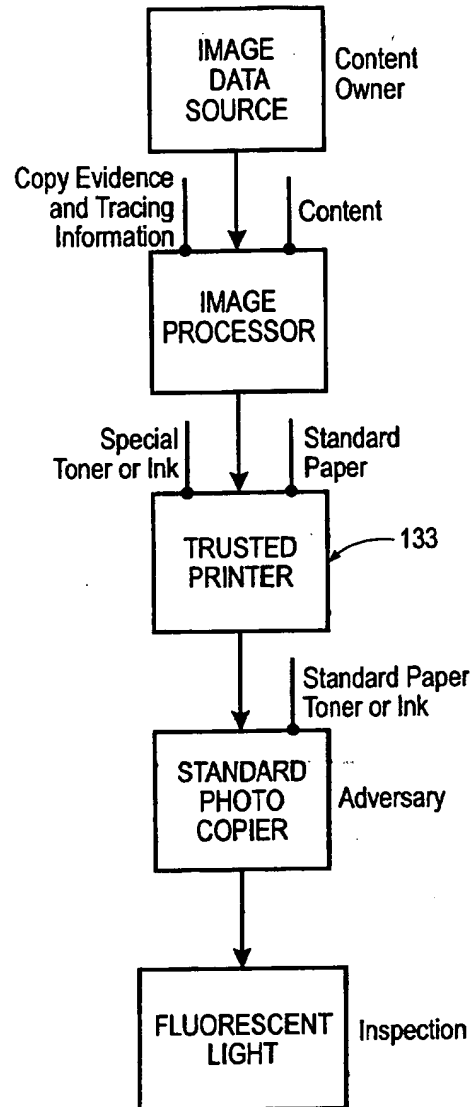 IMAGE
DATA
SOURCE
Content
Owner
Copy Evidence
and Tracing
Information
Content
IMAGE
PROCESSOR
Special
Toner or Ink
Standard
Paper
TRUSTED
PRINTER
133
Standard Paper
Toner or Ink
STANDARD
PHOTO
COPIER
Adversary
FLUORESCENT
LIGHT
Inspection